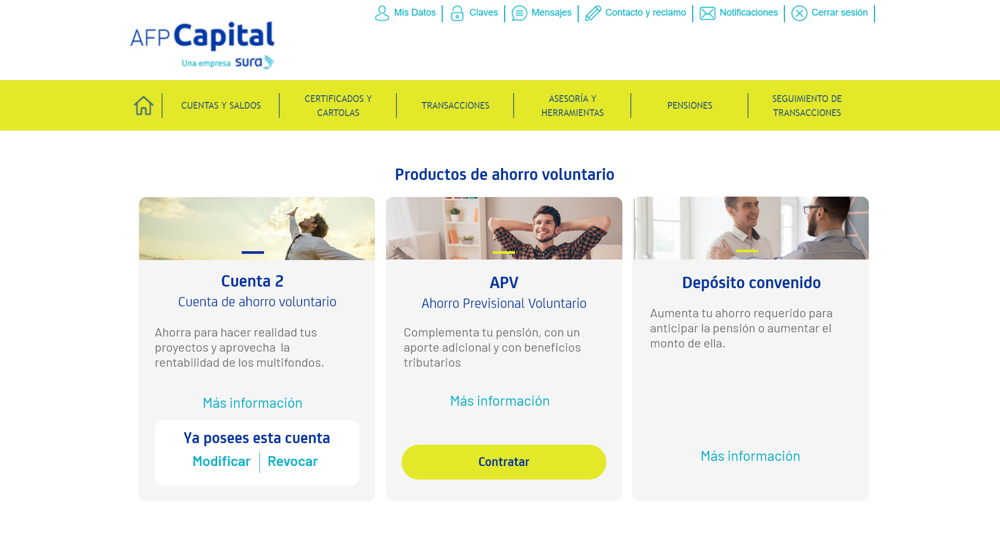 Mis Datos
Claves
Mensajes
Contacto y reclamo
Notificaciones
Cerrar sesión
AFP Capital
Una empresa sura
CUENTAS Y SALDOS
CERTIFICADOS Y
CARTOLAS
TRANSACCIONES
ASESORÍA Y
HERRAMIENTAS
PENSIONES
SEGUIMIENTO DE
TRANSACCIONES
Productos de ahorro voluntario
Cuenta 2
Cuenta de ahorro voluntario
Ahorra para hacer realidad tus
proyectos y aprovecha  la
rentabilidad de los multifondos.
Más información
Ya posees esta cuenta
Modificar
Revocar
APV
Ahorro Previsional Voluntario
Complementa tu pensión, con un
aporte adicional y con beneficios
tributarios
Más información
Contratar
Depósito convenido
Aumenta tu ahorro requerido para
anticipar la pensión o aumentar el
monto de ella.
Más información